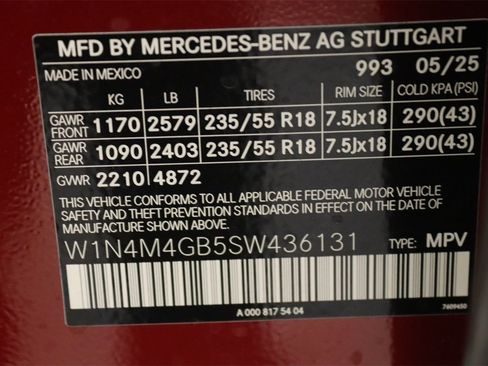 MFD BY MERCEDES-BENZ AG STUTTGART
MADE IN MEXICO 993 05/25
KG LB TIRES RIM SIZE COLD KPA (PSI)
GAWR FRONT 1170 2579 235/55 R18 7.5Jx18 290(43)
GAWR REAR 1090 2403 235/55 R18 7.5Jx18 290(43)
GVWR 2210 4872
THIS VEHICLE CONFORMS TO ALL APPLICABLE FEDERAL MOTOR VEHICLE
SAFETY AND THEFT PREVENTION STANDARDS IN EFFECT ON THE DATE OF
MANUFACTURE SHOWN ABOVE.
W1N4M4GB5SW436131 TYPE: MPV
A 000 817 54 04 7609450